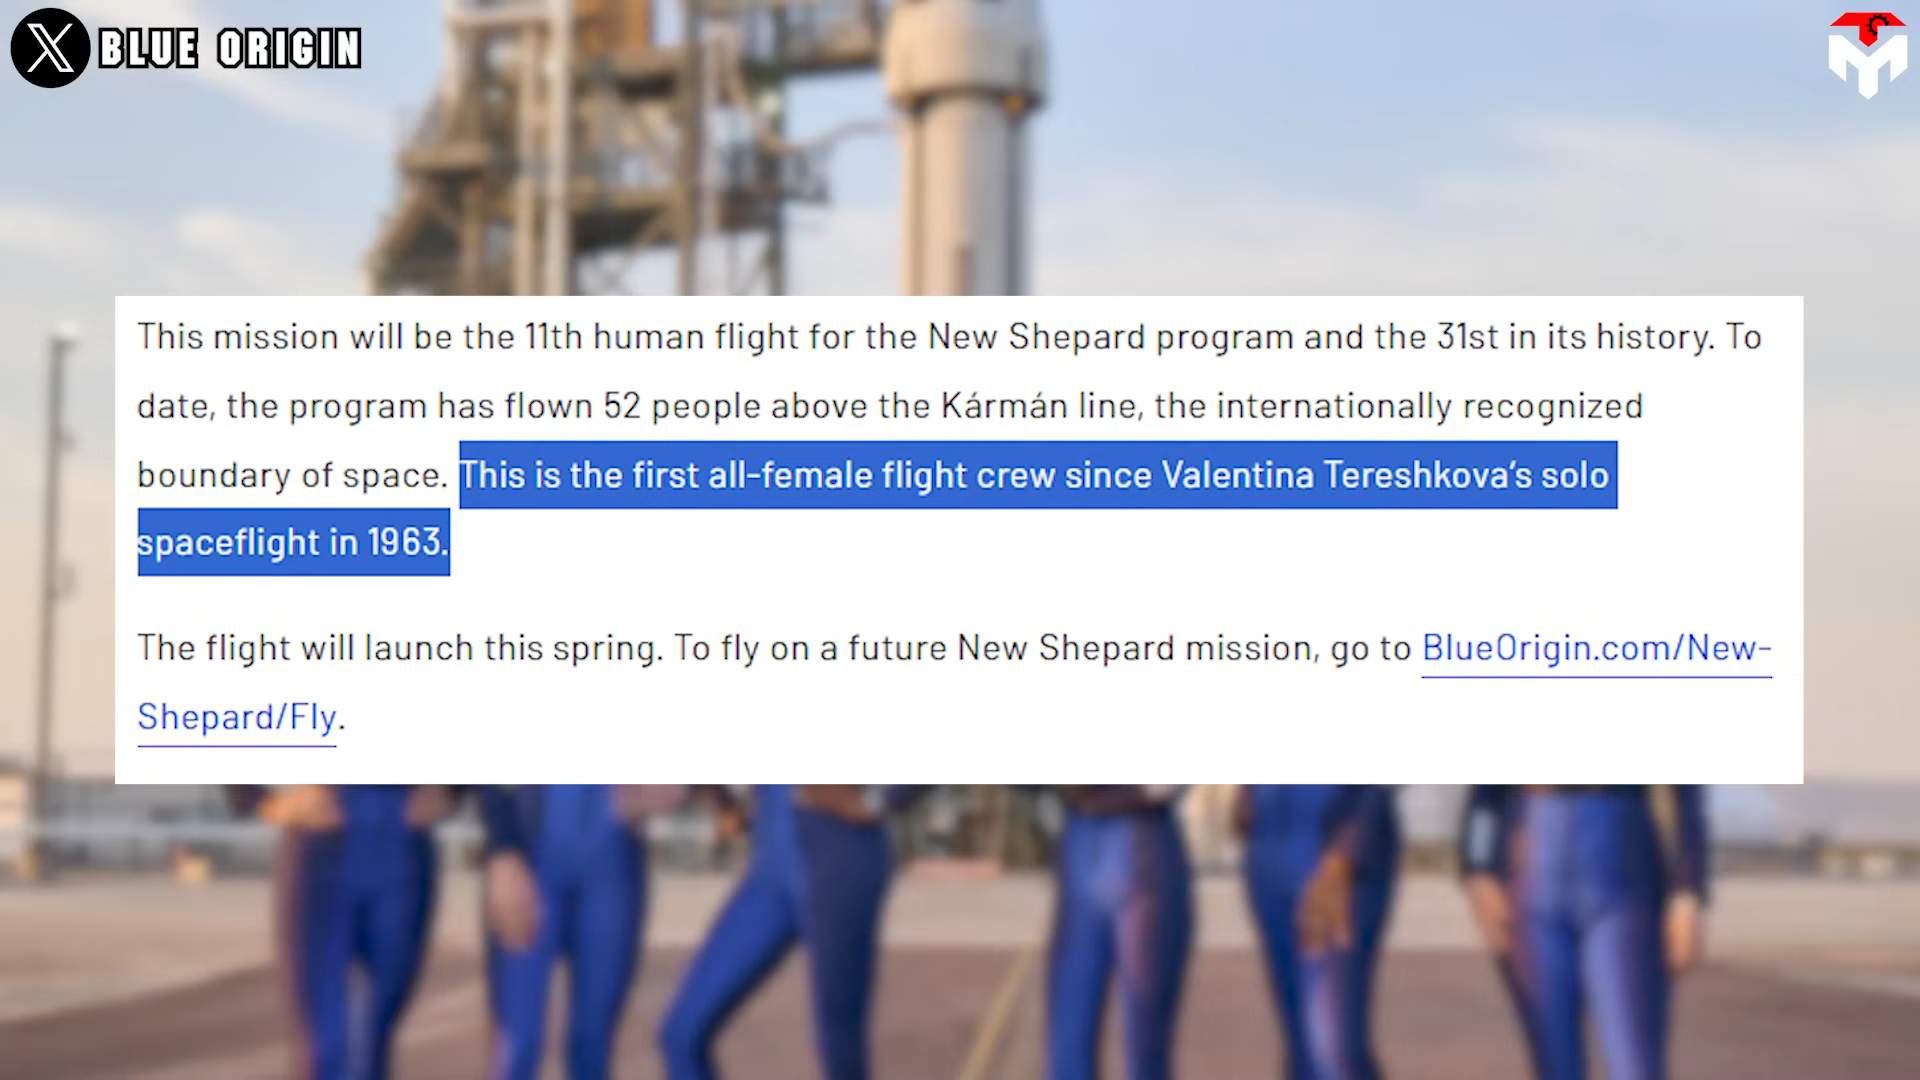 BLUE ORIGIN
This mission will be the 11th human flight for the New Shepard program and the 31st in its history. To
date, the program has flown 52 people above the Kármán line, the internationally recognized
boundary of space. This is the first all-female flight crew since Valentina Tereshkova’s solo
spaceflight in 1963.
The flight will launch this spring. To fly on a future New Shepard mission, go to BlueOrigin.com/New-
Shepard/Fly.